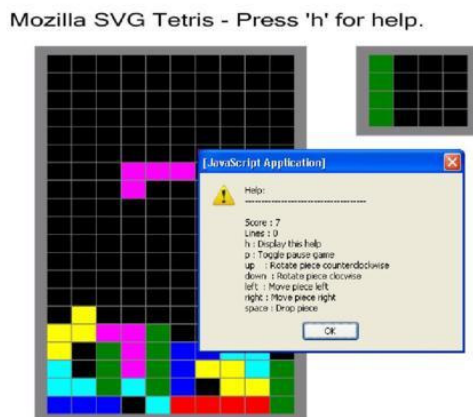 Mozilla SVG Tetris - Press 'h' for help.
[JavaScript Application]
Help:
------------------------------------
Score : 7
Lines : 0
h : Display this help
p : Toggle pause game
up : Rotate piece counterclockwise
down : Rotate piece clocwise
left : Move piece left
right : Move piece right
space : Drop piece
OK